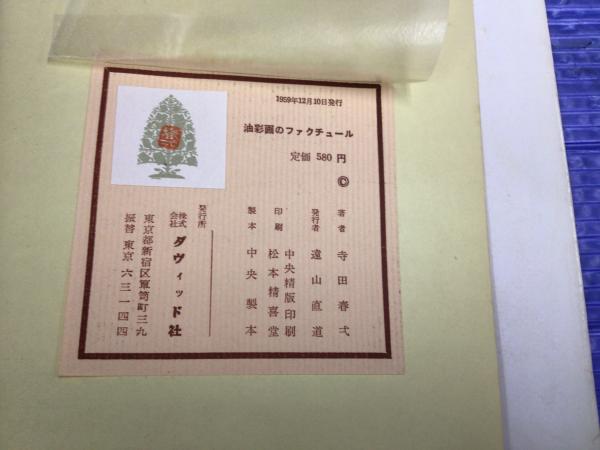 1959年12月10日発行
油彩画のファクチュール
定価 580 円
©
著者 寺田春弌
発行者 遠山直道
印刷 中央精版印刷
松本精喜堂
製本 中央製本
発行所
株式会社 ダヴィッド社
東京都新宿区箪笥町三九
振替東京六三一四四